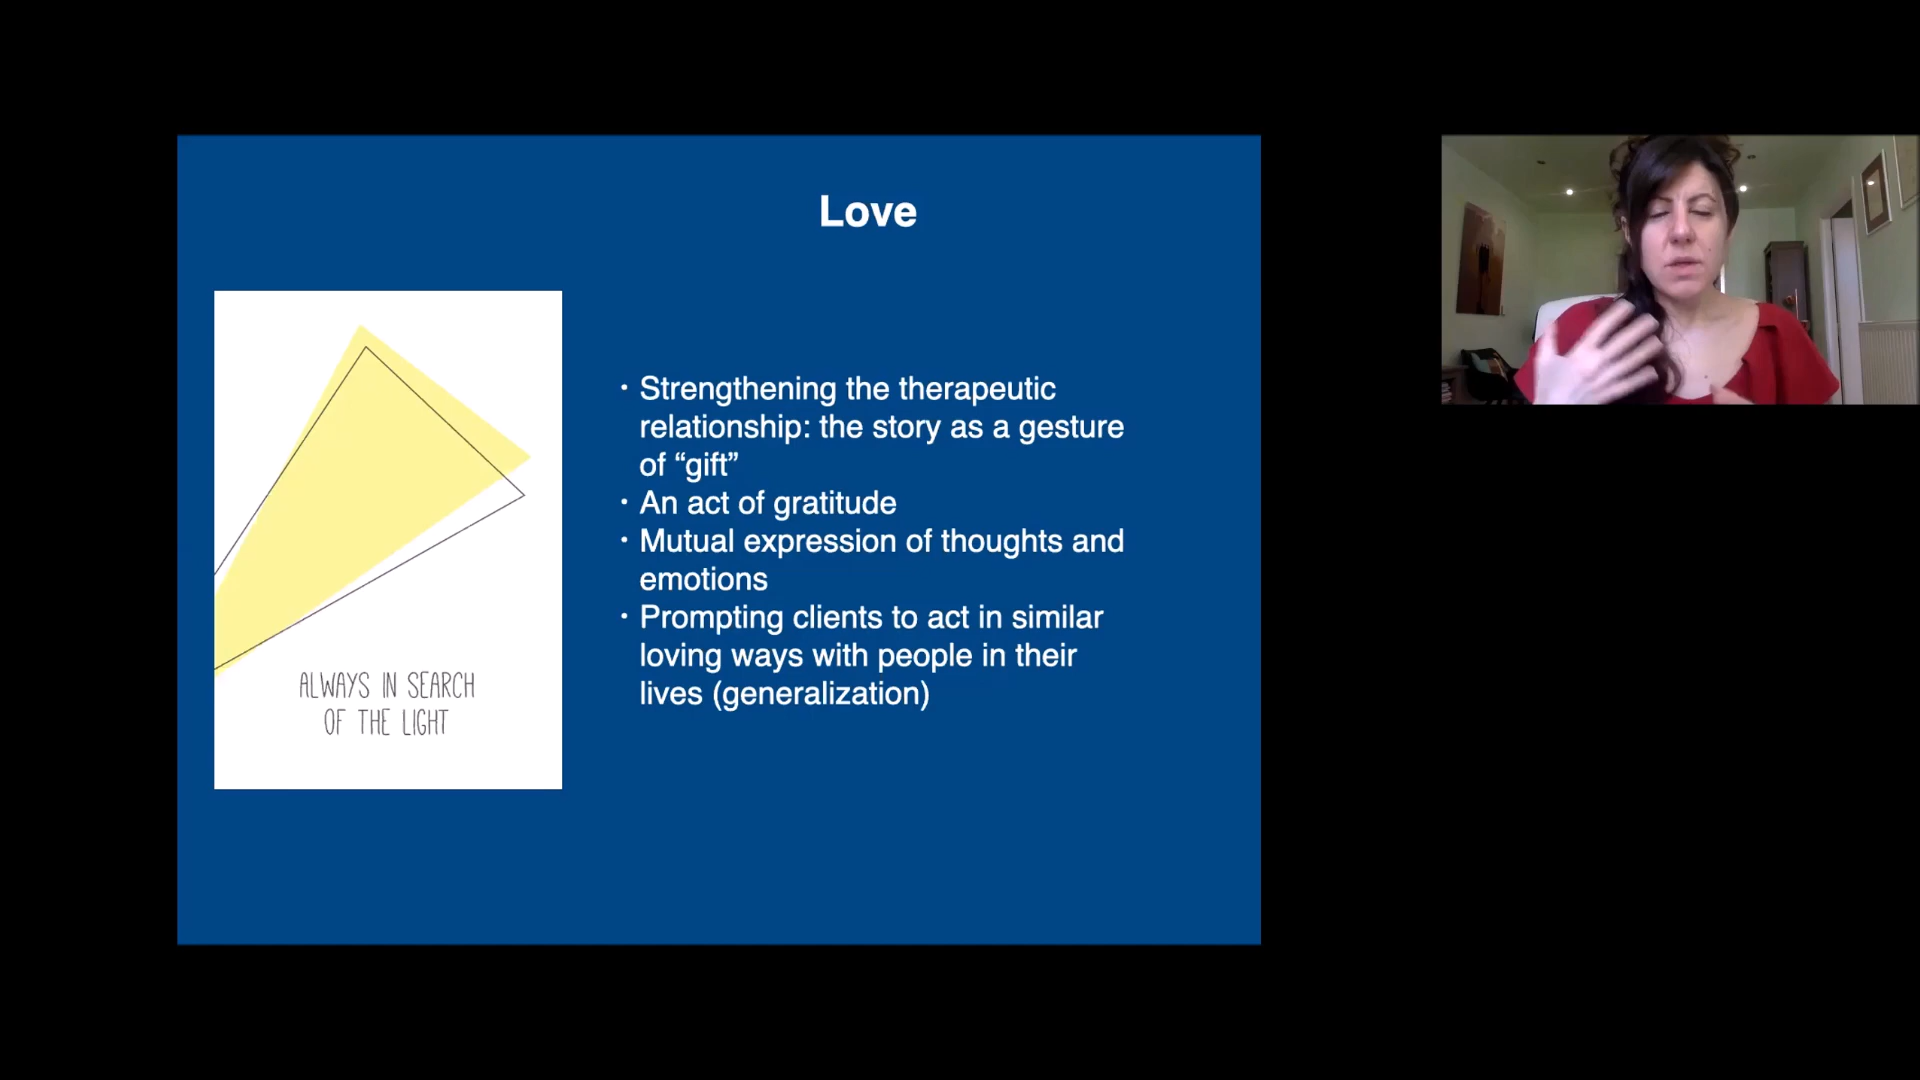 Love
ALWAYS IN SEARCH
OF THE LIGHT
· Strengthening the therapeutic
relationship: the story as a gesture
of “gift”
· An act of gratitude
· Mutual expression of thoughts and
emotions
· Prompting clients to act in similar
loving ways with people in their
lives (generalization)